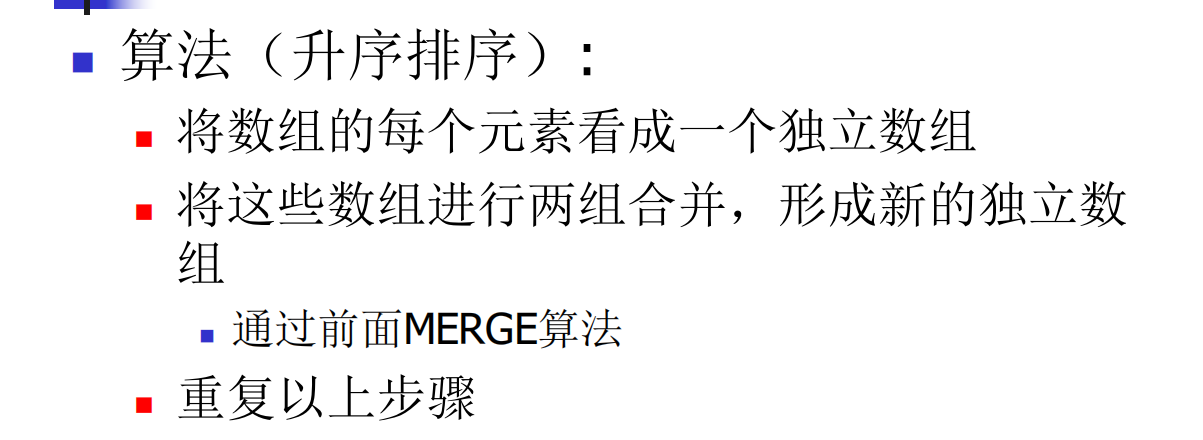 算法（升序排序）：
将数组的每个元素看成一个独立数组
将这些数组进行两组合并，形成新的独立数
组
通过前面MERGE算法
重复以上步骤